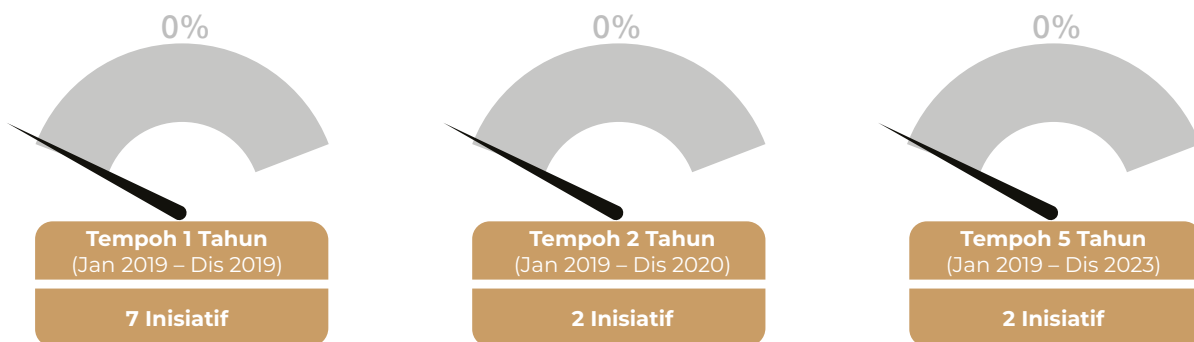 0%
0%
0%
Tempoh 1 Tahun
(Jan 2019 – Dis 2019)
7 Inisiatif
Tempoh 2 Tahun
(Jan 2019 – Dis 2020)
2 Inisiatif
Tempoh 5 Tahun
(Jan 2019 – Dis 2023)
2 Inisiatif